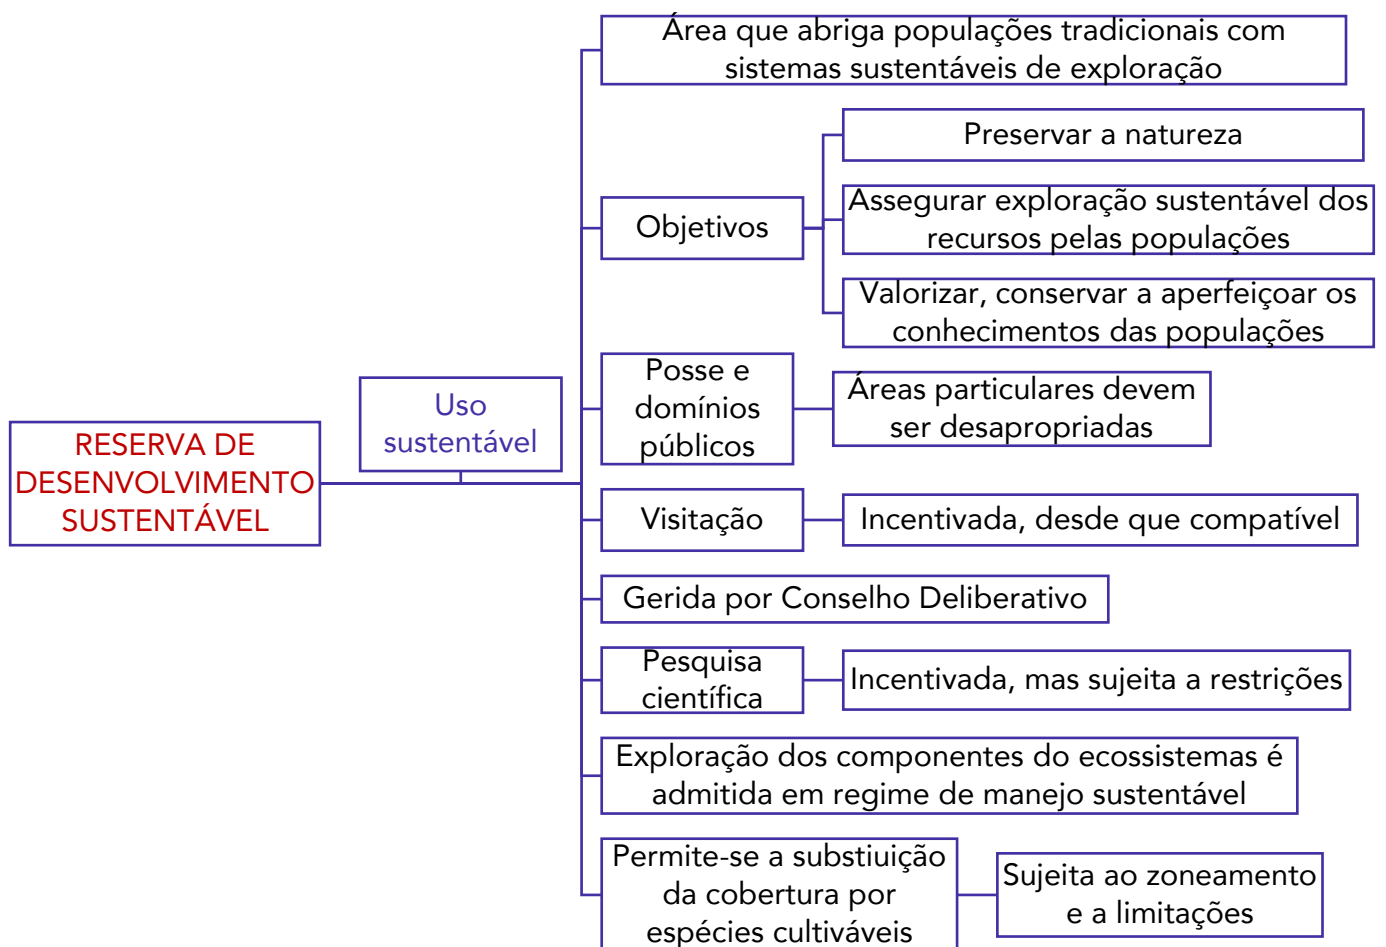 RESERVA DE
DESENVOLVIMENTO
SUSTENTÁVEL
Uso
sustentável
Área que abriga populações tradicionais com
sistemas sustentáveis de exploração
Objetivos
Preservar a natureza
Assegurar exploração sustentável dos
recursos pelas populações
Valorizar, conservar a aperfeiçoar os
conhecimentos das populações
Posse e
domínios
públicos
Áreas particulares devem
ser desapropriadas
Visitação
Incentivada, desde que compatível
Gerida por Conselho Deliberativo
Pesquisa
científica
Incentivada, mas sujeita a restrições
Exploração dos componentes do ecossistemas é
admitida em regime de manejo sustentável
Permite-se a substiuição
da cobertura por
espécies cultiváveis
Sujeita ao zoneamento
e a limitações